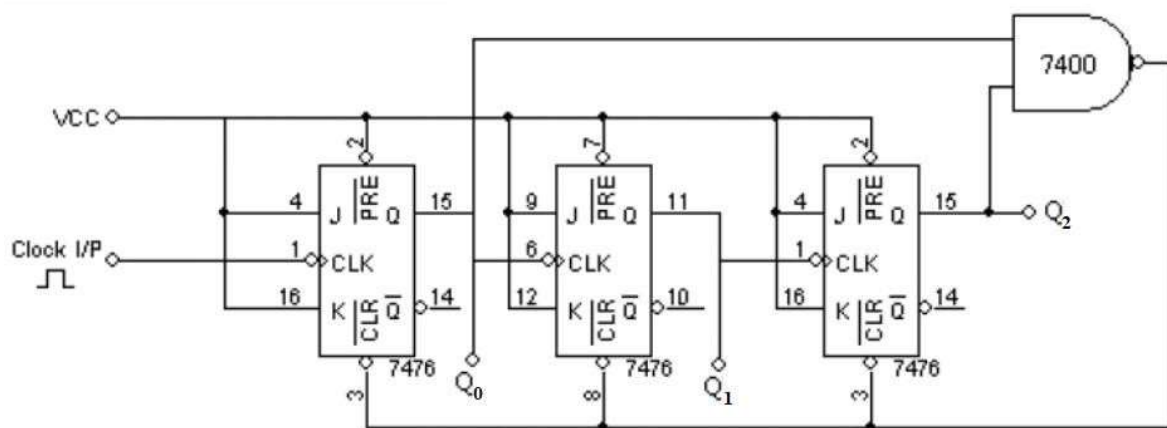 7400
VCC
2 7 2
4 J PRE Q 15 9 J PRE Q 11 4 J PRE Q 15
Q2
Clock I/P 1 CLK 6 CLK 1 CLK
16 K CLR Q 14 12 K CLR Q 10 16 K CLR Q 14
7476 7476 7476
3 Q0 8 Q1 3